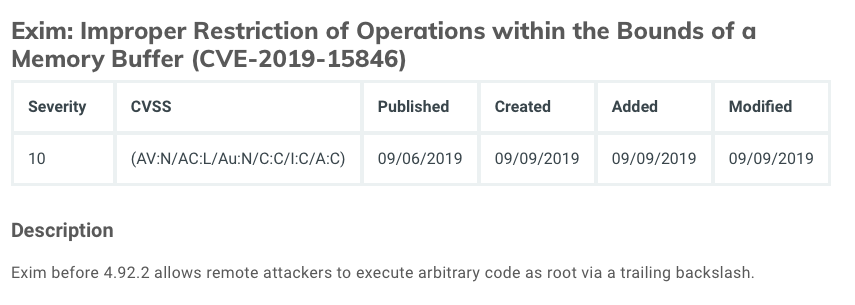 Exim: Improper Restriction of Operations within the Bounds of a
Memory Buffer (CVE-2019-15846)
Severity CVSS Published Created Added Modified
10 (AV:N/AC:L/Au:N/C:C/I:C/A:C) 09/06/2019 09/09/2019 09/09/2019 09/09/2019
Description
Exim before 4.92.2 allows remote attackers to execute arbitrary code as root via a trailing backslash.